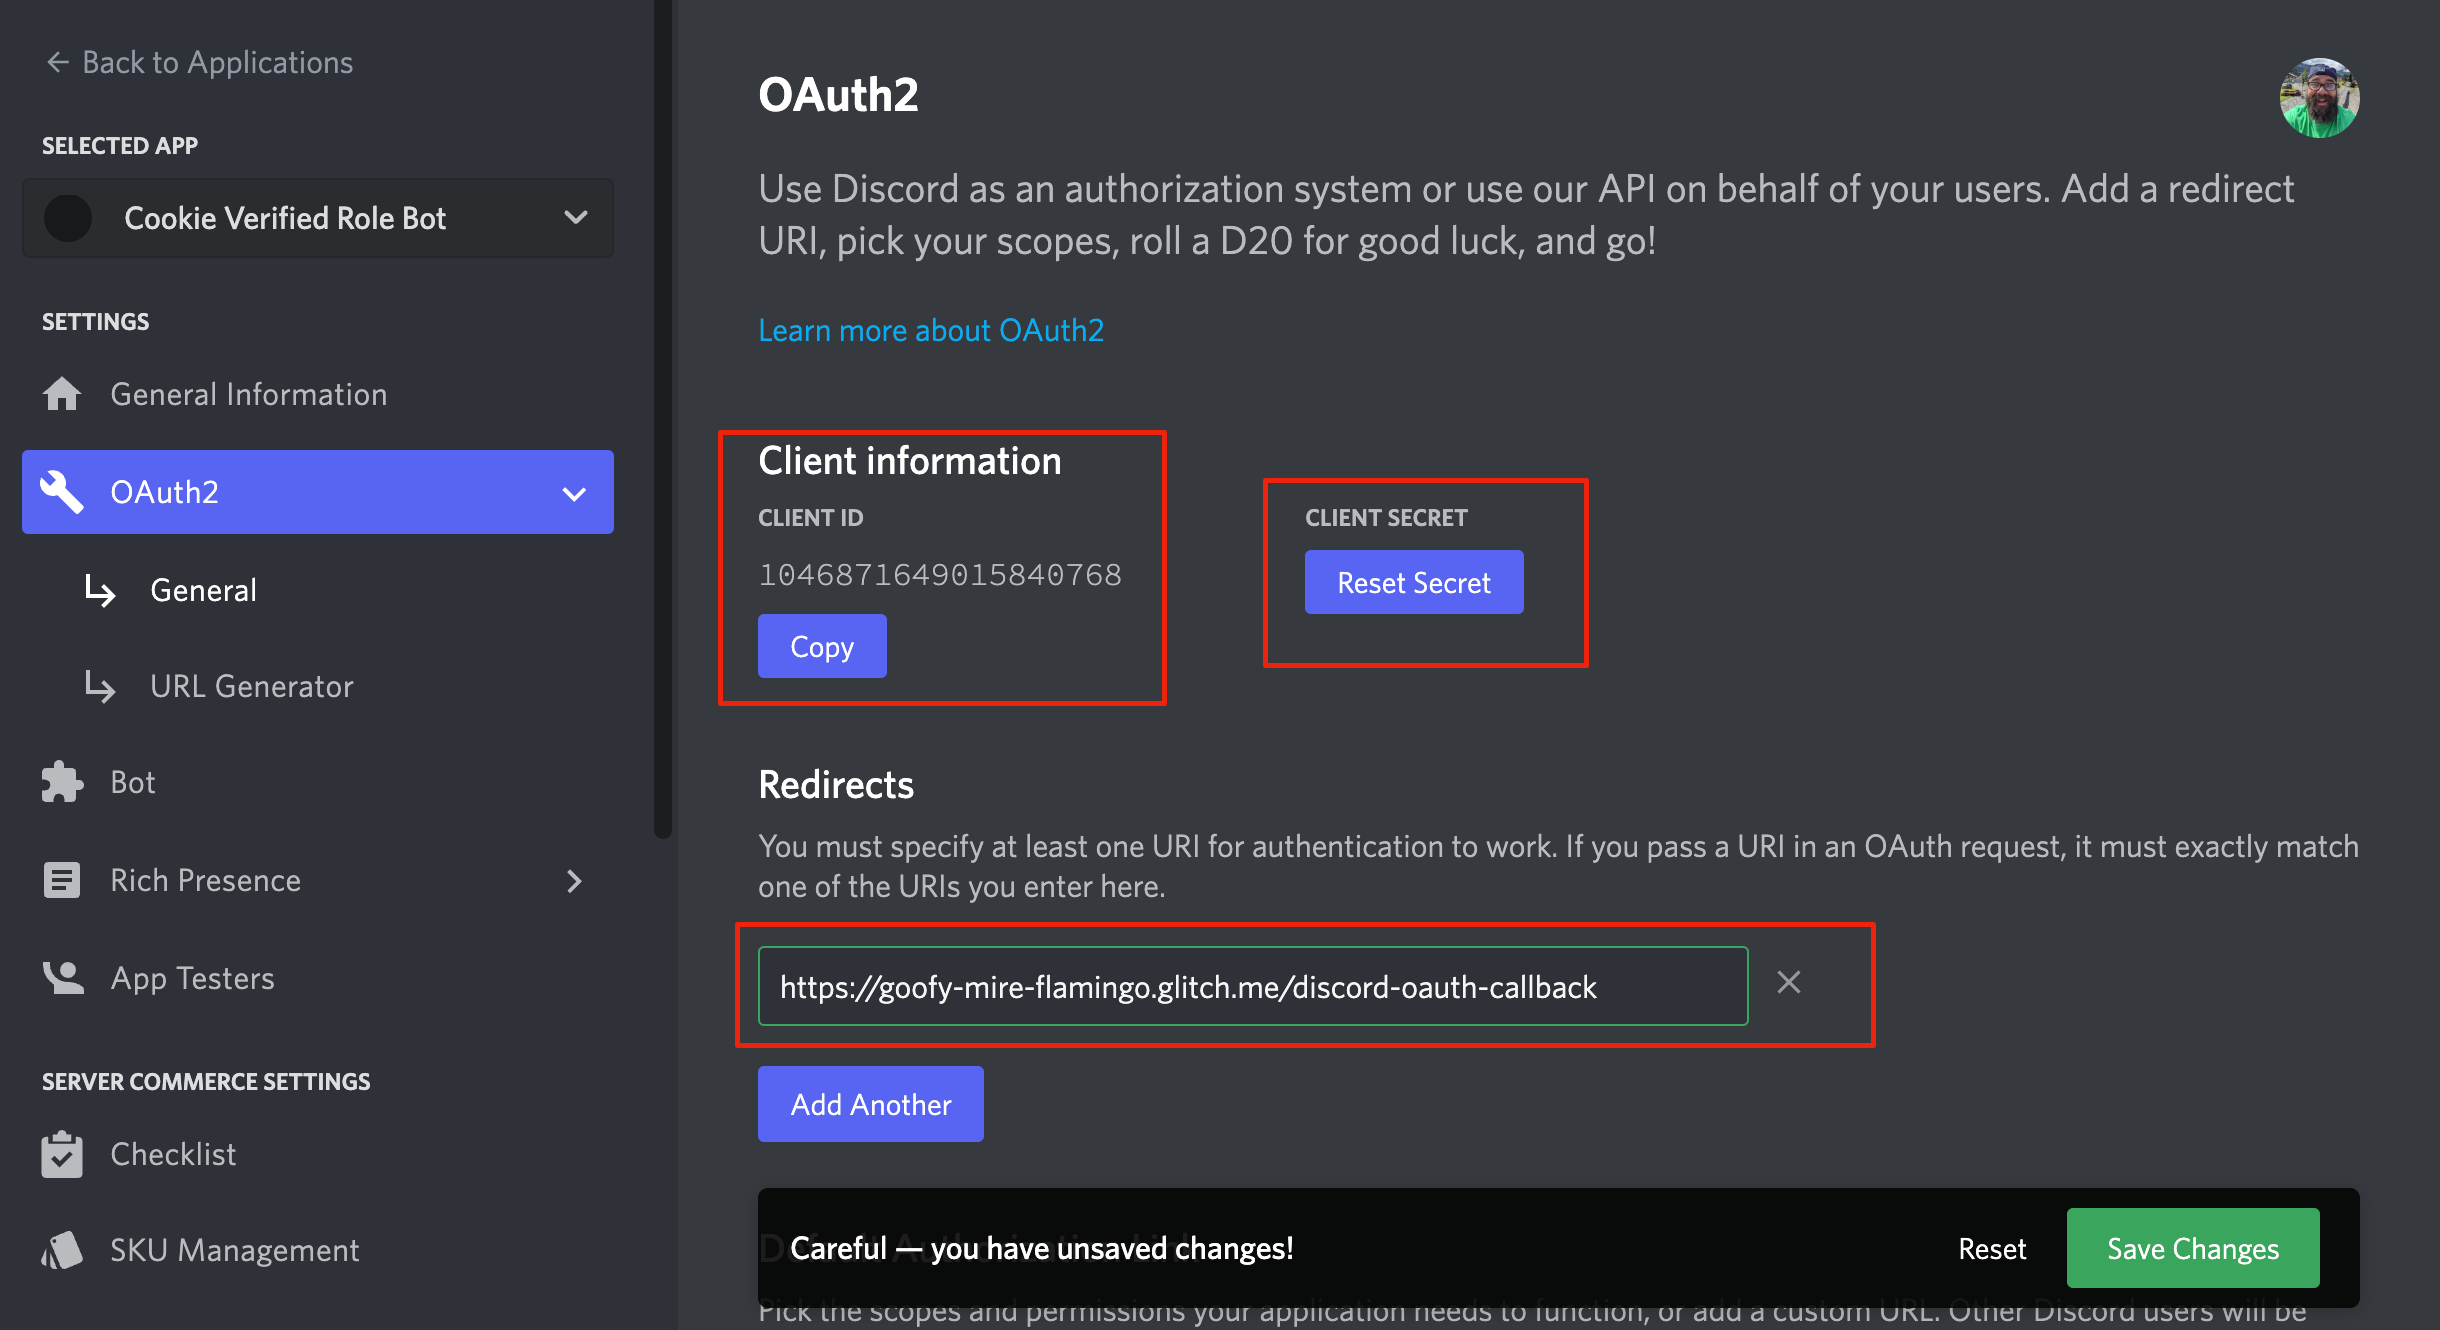 Back to Applications
SELECTED APP
Cookie Verified Role Bot
SETTINGS
General Information
OAuth2
General
URL Generator
Bot
Rich Presence
App Testers
SERVER COMMERCE SETTINGS
Checklist
SKU Management
OAuth2
Use Discord as an authorization system or use our API on behalf of your users. Add a redirect
URI, pick your scopes, roll a D20 for good luck, and go!
Learn more about OAuth2
Client information
CLIENT ID
1046871649015840768
Copy
CLIENT SECRET
Reset Secret
Redirects
You must specify at least one URI for authentication to work. If you pass a URI in an OAuth request, it must exactly match
one of the URIs you enter here.
https://goofy-mire-flamingo.glitch.me/discord-oauth-callback
Add Another
Default Authorization Link
Careful — you have unsaved changes!
Reset
Save Changes
Pick the scopes and permissions your application needs to function, or add a custom URL. Other Discord users will be